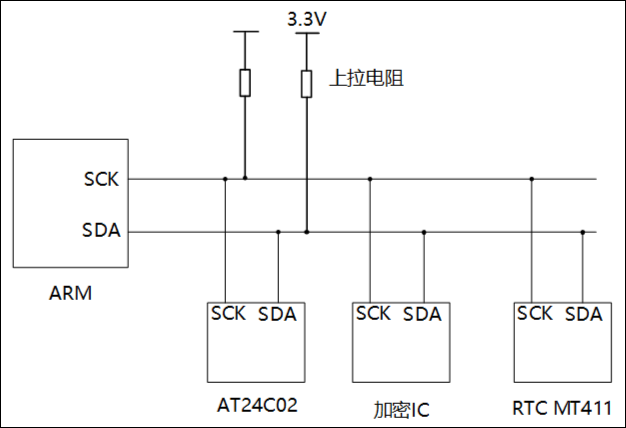 3.3V
上拉电阻
SCK
SDA
ARM
SCK SDA
SCK SDA
SCK SDA
AT24C02
加密IC
RTC MT411